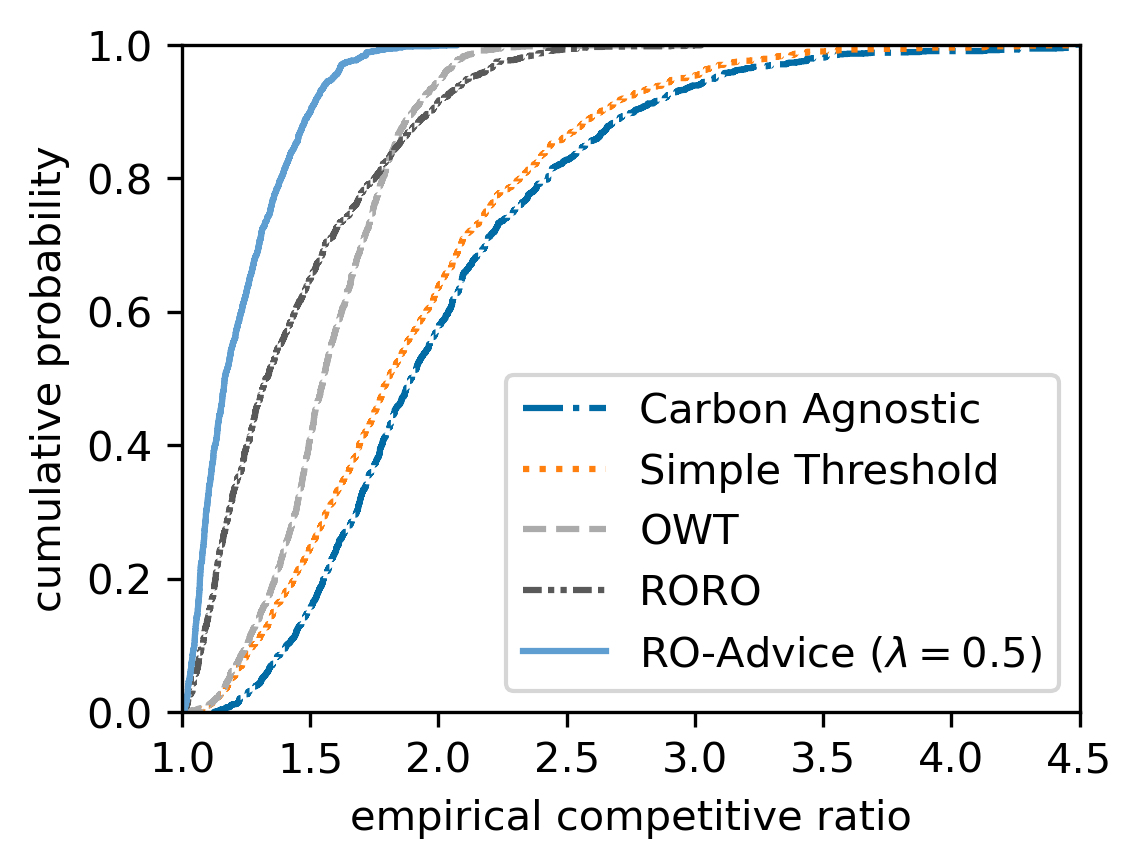 1.0
0.8
0.6
0.4
0.2
0.0
cumulative probability
Carbon Agnostic
Simple Threshold
OWT
RORO
RO-Advice (λ = 0.5)
1.0 1.5 2.0 2.5 3.0 3.5 4.0 4.5
empirical competitive ratio